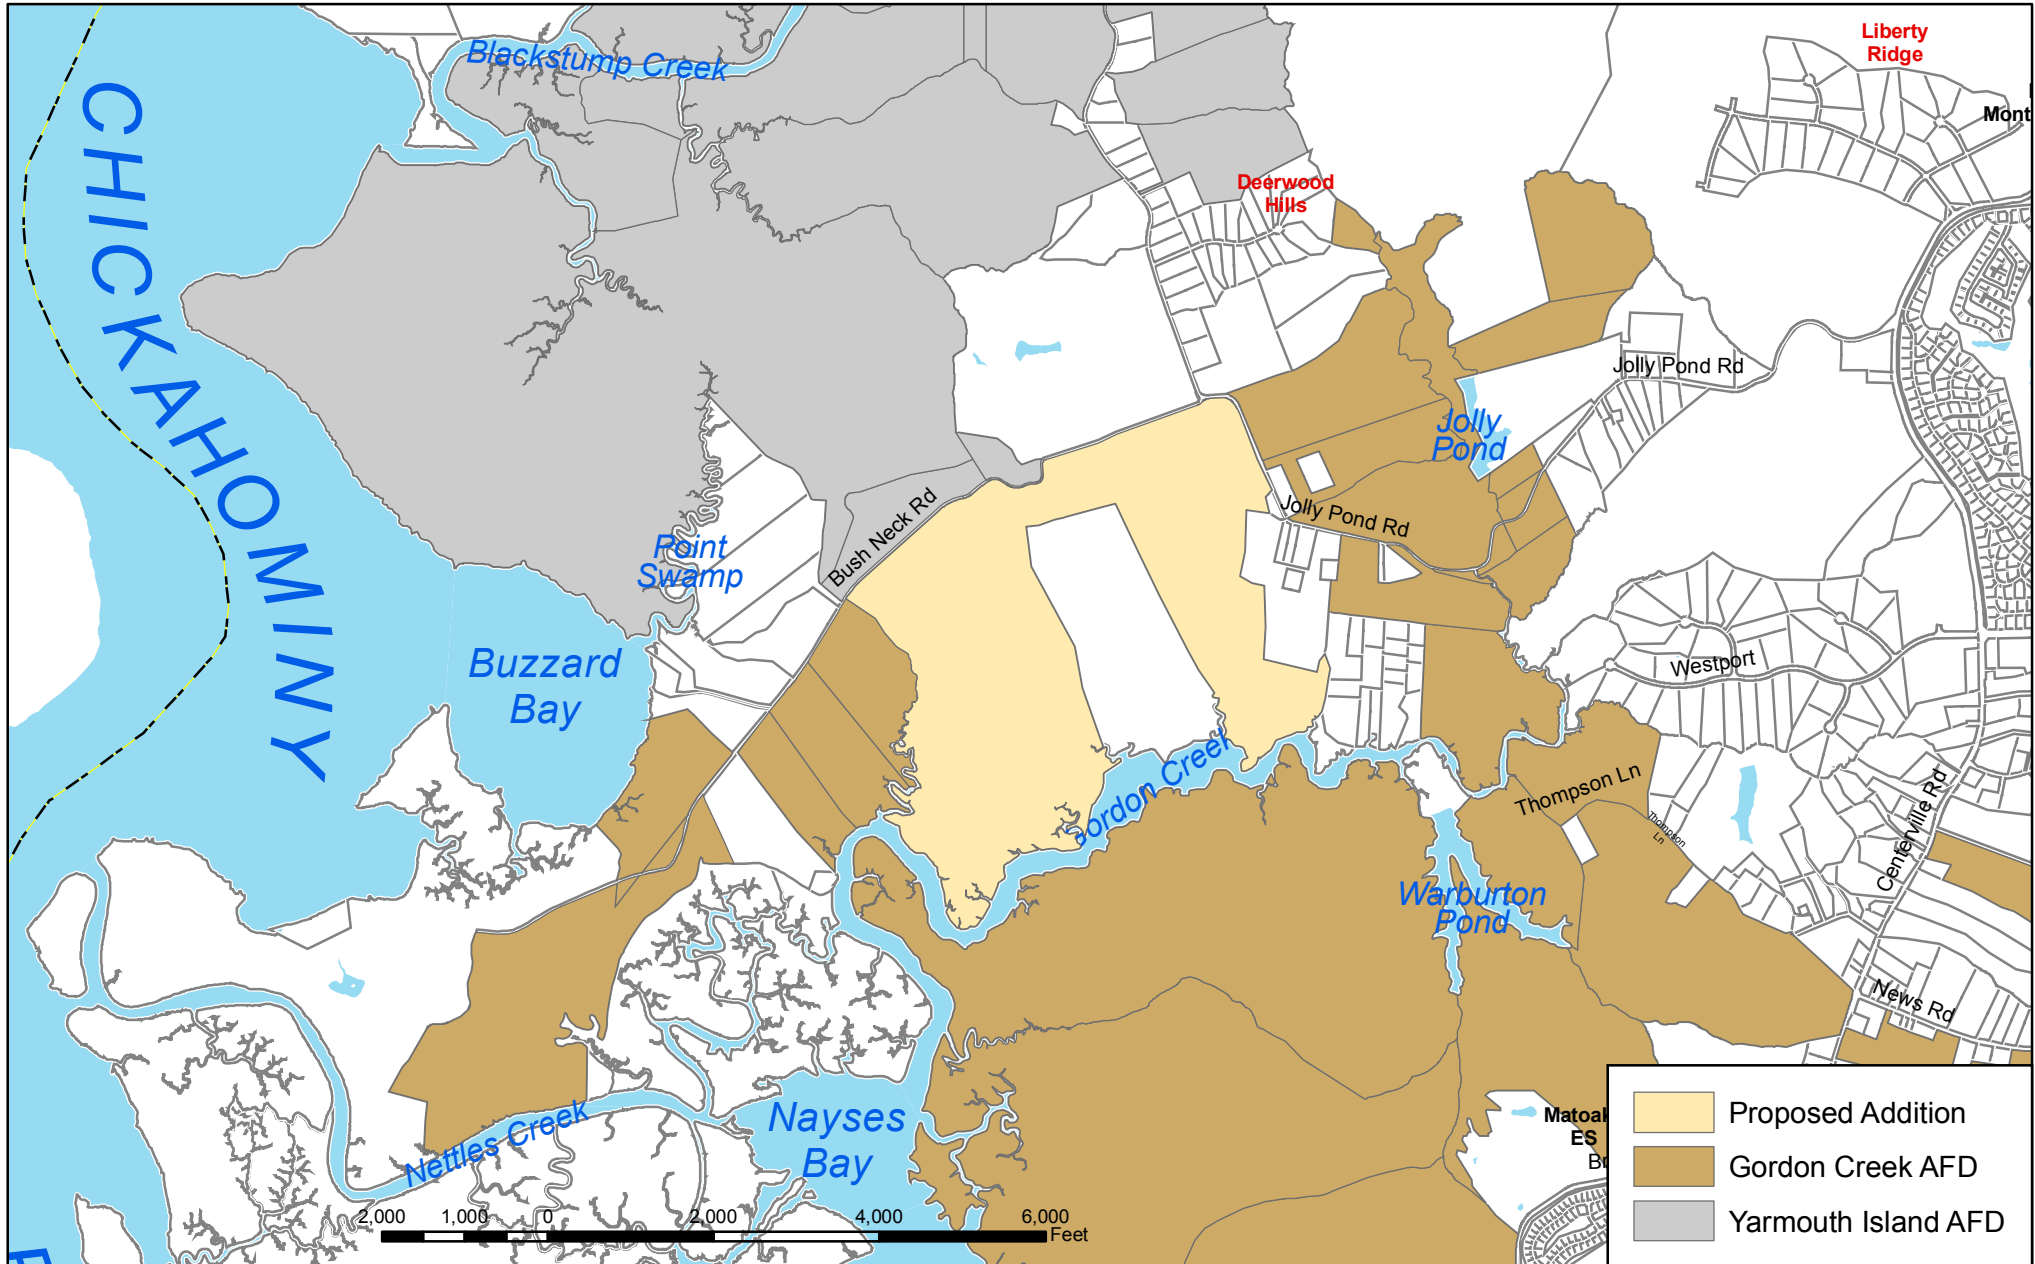 Blackstump Creek
Liberty
Ridge
Mont
CHICKAHOMINY
Deerwood
Hills
Jolly Pond Rd
Jolly
Pond
Bush Neck Rd
Jolly Pond Rd
Point
Swamp
Buzzard
Bay
Westport
Gordon Creek
Thompson Ln
Thompson
Ln
Centerville Rd
Warburton
Pond
News Rd
Nayses
Bay
Nettles Creek
Matoak
ES
Br
Proposed Addition
Gordon Creek AFD
Yarmouth Island AFD
2,000 1,000 0 2,000 4,000 6,000
Feet